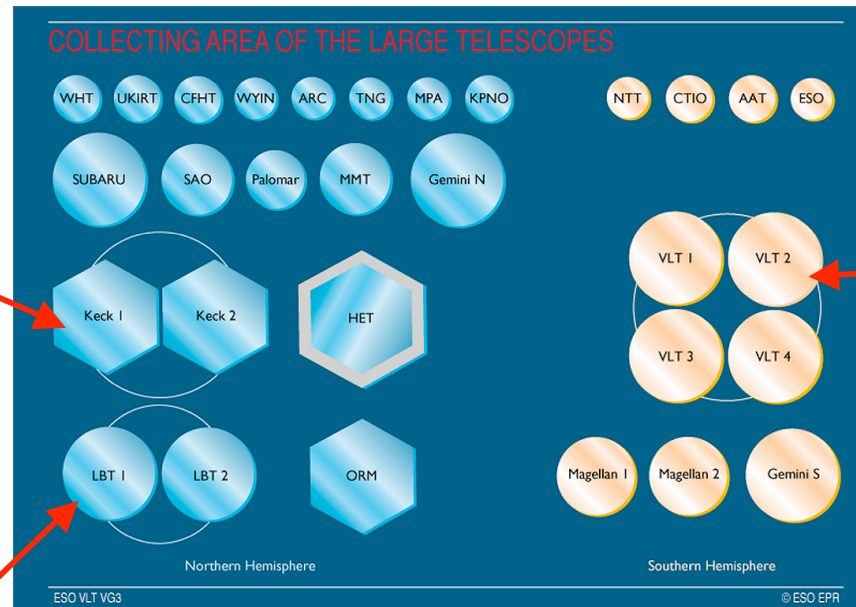 COLLECTING AREA OF THE LARGE TELESCOPES
WHT UKIRT CFHT WYIN ARC TNG MPA KPNO NTT CTIO AAT ESO
SUBARU SAO Palomar MMT Gemini N
VLT 1 VLT 2
Keck 1 Keck 2 HET
VLT 3 VLT 4
LBT 1 LBT 2 ORM Magellan 1 Magellan 2 Gemini S
Northern Hemisphere Southern Hemisphere
ESO VLT VG3 © ESO EPR